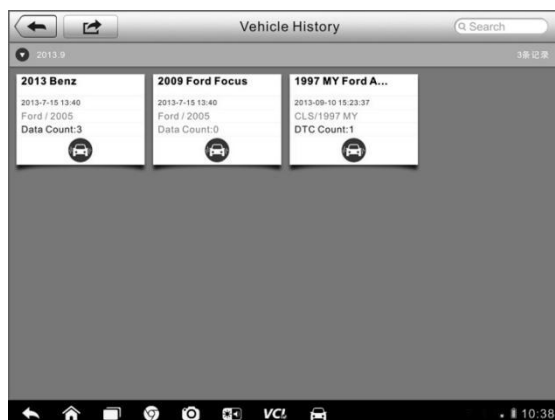 Vehicle History
Search
2013.9
3条记录
2013 Benz
2013-7-15 13:40
Ford / 2005
Data Count:3
2009 Ford Focus
2013-7-15 13:40
Ford / 2005
Data Count:0
1997 MY Ford A...
2013-09-10 15:23:37
CLS/1997 MY
DTC Count:1
VCI
10:38